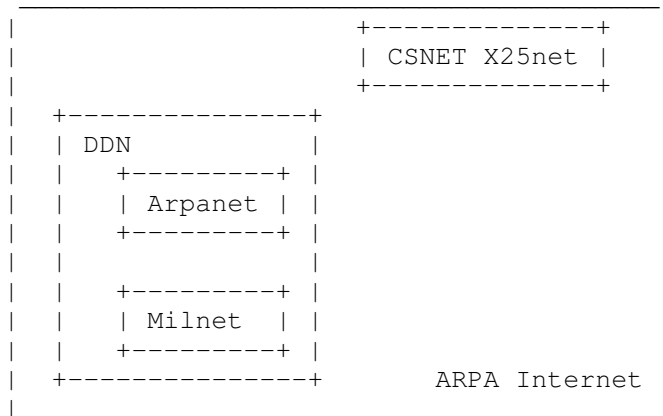 CSNET X25net
DDN
Arpanet
Milnet
ARPA Internet